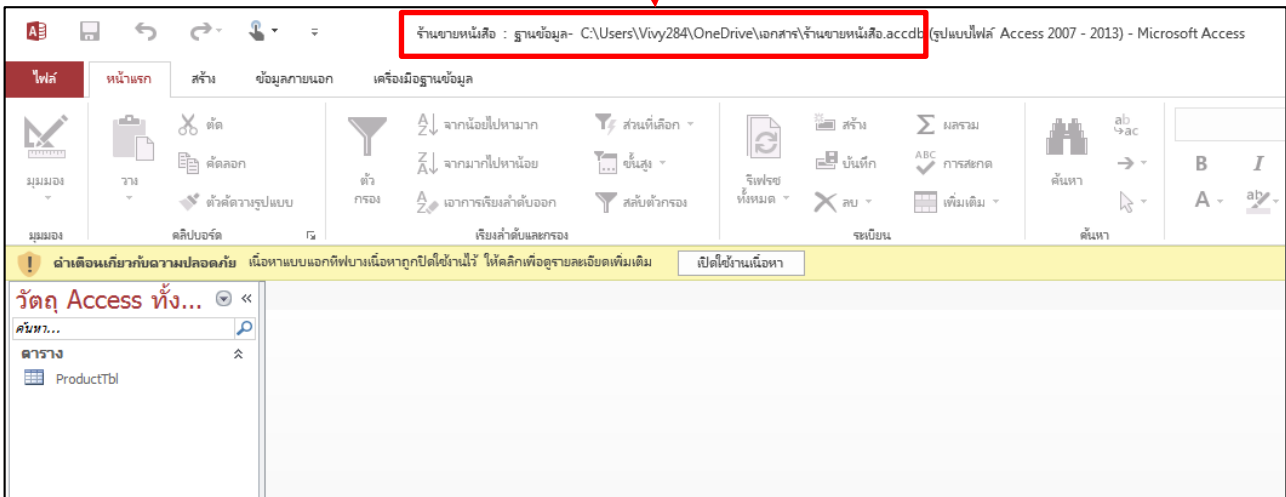 ร้านขายหนังสือ : ฐานข้อมูล- C:\Users\Vivy284\OneDrive\เอกสาร\ร้านขายหนังสือ.accdb (รูปแบบไฟล์ Access 2007 - 2013) - Microsoft Access
ไฟล์ หน้าแรก สร้าง ข้อมูลภายนอก เครื่องมือฐานข้อมูล
มุมมอง
มุมมอง
วาง
ตัด
คัดลอก
ตัวคัดวางรูปแบบ
คลิปบอร์ด
ตัวกรอง
จากน้อยไปหามาก
จากมากไปหาน้อย
เอาการเรียงลำดับออก
ส่วนที่เลือก
ขั้นสูง
สลับตัวกรอง
เรียงลำดับและกรอง
รีเฟรช
ทั้งหมด
สร้าง
บันทึก
ลบ
ผลรวม
การสะกด
เพิ่มเติม
ระเบียน
ค้นหา
ab
ac
ค้นหา
B I
A ab
คำเตือนเกี่ยวกับความปลอดภัย เนื้อหาแบบแอกทีฟบางเนื้อหาถูกปิดใช้งานไว้ ให้คลิกเพื่อดูรายละเอียดเพิ่มเติม เปิดใช้งานเนื้อหา
วัตถุ Access ทั้ง...
ค้นหา...
ตาราง
ProductTbl